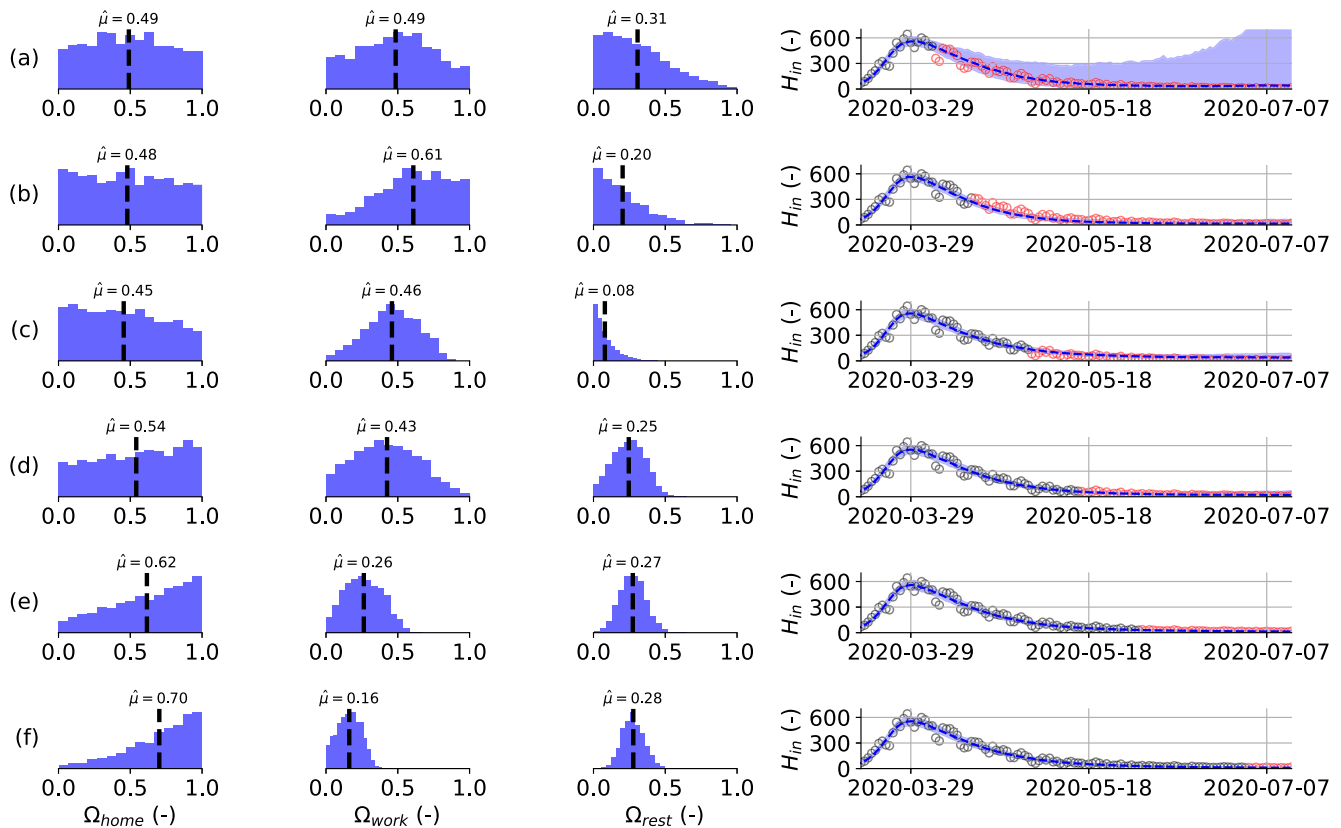 (a)
μ̂ = 0.49
0.0 0.5 1.0
μ̂ = 0.49
0.0 0.5 1.0
μ̂ = 0.31
0.0 0.5 1.0
H_in (-)
600
300
0
2020-03-29 2020-05-18 2020-07-07
(b)
μ̂ = 0.48
0.0 0.5 1.0
μ̂ = 0.61
0.0 0.5 1.0
μ̂ = 0.20
0.0 0.5 1.0
H_in (-)
600
300
0
2020-03-29 2020-05-18 2020-07-07
(c)
μ̂ = 0.45
0.0 0.5 1.0
μ̂ = 0.46
0.0 0.5 1.0
μ̂ = 0.08
0.0 0.5 1.0
H_in (-)
600
300
0
2020-03-29 2020-05-18 2020-07-07
(d)
μ̂ = 0.54
0.0 0.5 1.0
μ̂ = 0.43
0.0 0.5 1.0
μ̂ = 0.25
0.0 0.5 1.0
H_in (-)
600
300
0
2020-03-29 2020-05-18 2020-07-07
(e)
μ̂ = 0.62
0.0 0.5 1.0
μ̂ = 0.26
0.0 0.5 1.0
μ̂ = 0.27
0.0 0.5 1.0
H_in (-)
600
300
0
2020-03-29 2020-05-18 2020-07-07
(f)
μ̂ = 0.70
0.0 0.5 1.0
Ω_home (-)
μ̂ = 0.16
0.0 0.5 1.0
Ω_work (-)
μ̂ = 0.28
0.0 0.5 1.0
Ω_rest (-)
H_in (-)
600
300
0
2020-03-29 2020-05-18 2020-07-07